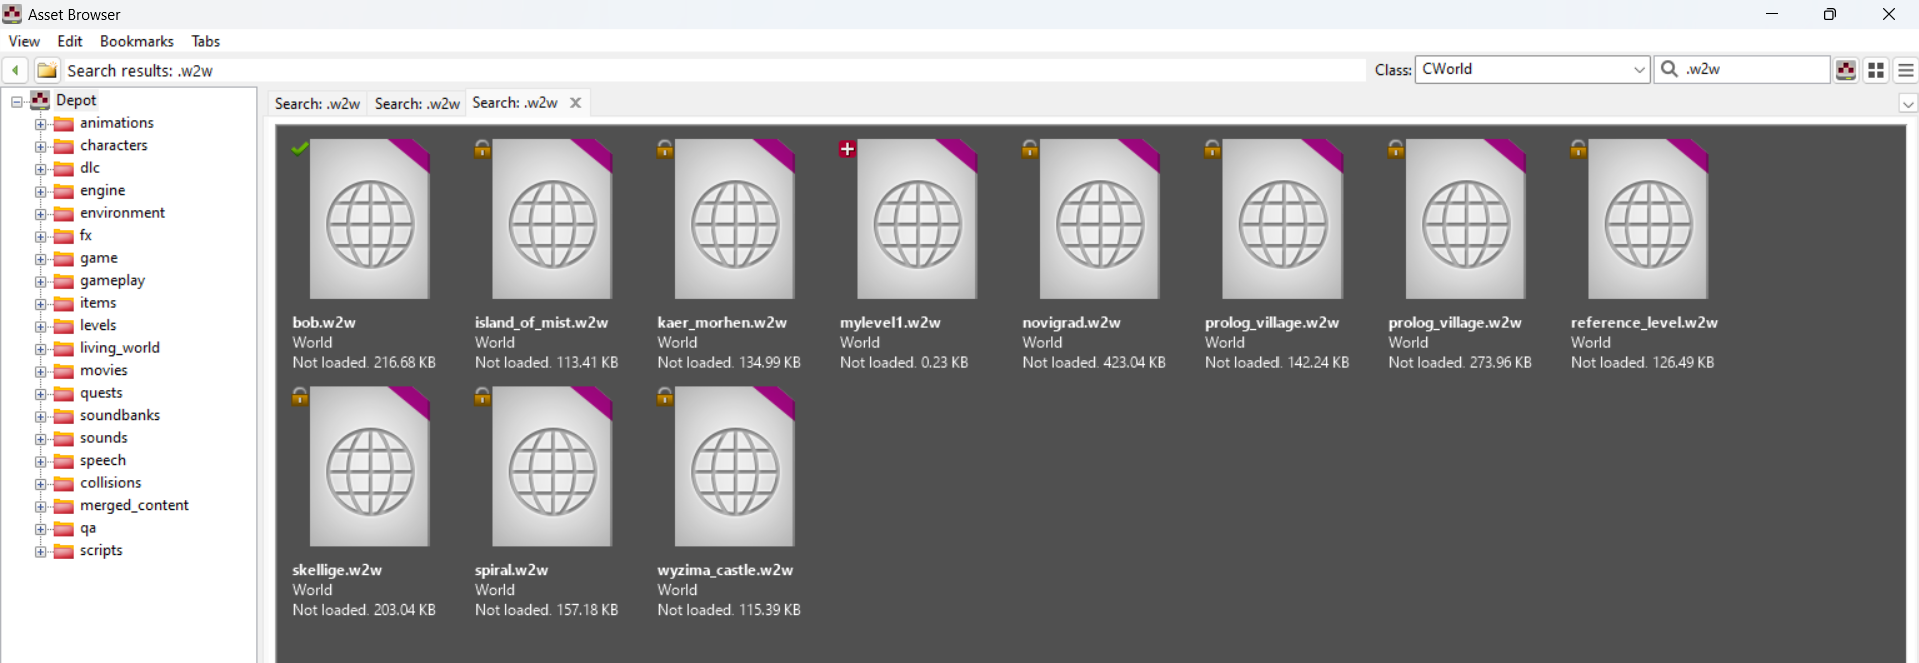 Asset Browser
View Edit Bookmarks Tabs
Search results: .w2w
Class: CWorld
.w2w
Depot
animations
characters
dlc
engine
environment
fx
game
gameplay
items
levels
living_world
movies
quests
soundbanks
sounds
speech
collisions
merged_content
qa
scripts
Search: .w2w Search: .w2w Search: .w2w
bob.w2w
World
Not loaded. 216.68 KB
island_of_mist.w2w
World
Not loaded. 113.41 KB
kaer_morhen.w2w
World
Not loaded. 134.99 KB
mylevel1.w2w
World
Not loaded. 0.23 KB
novigrad.w2w
World
Not loaded. 423.04 KB
prolog_village.w2w
World
Not loaded. 142.24 KB
prolog_village.w2w
World
Not loaded. 273.96 KB
reference_level.w2w
World
Not loaded. 126.49 KB
skellige.w2w
World
Not loaded. 203.04 KB
spiral.w2w
World
Not loaded. 157.18 KB
wyzima_castle.w2w
World
Not loaded. 115.39 KB